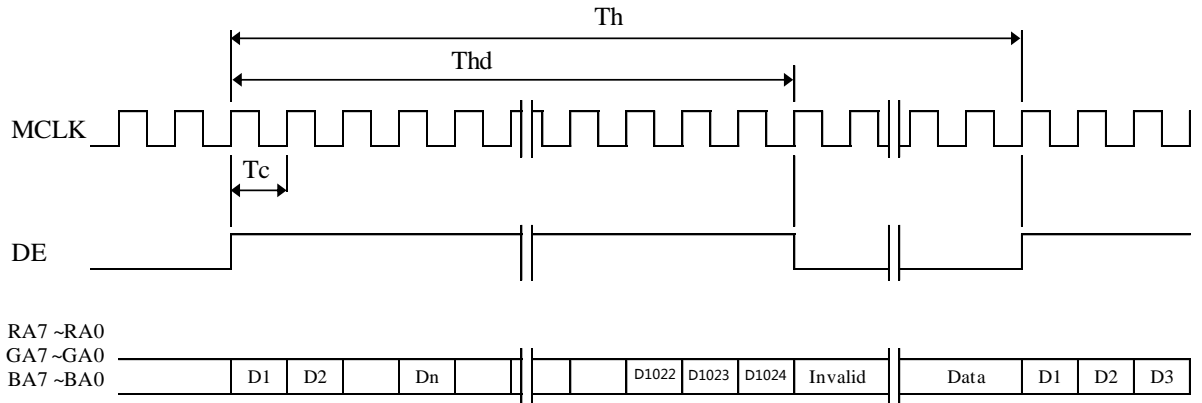 Th
Thd
MCLK
Tc
DE
RA7 ~RA0
GA7 ~GA0
BA7 ~BA0 D1 D2 Dn D1022 D1023 D1024 Invalid Data D1 D2 D3